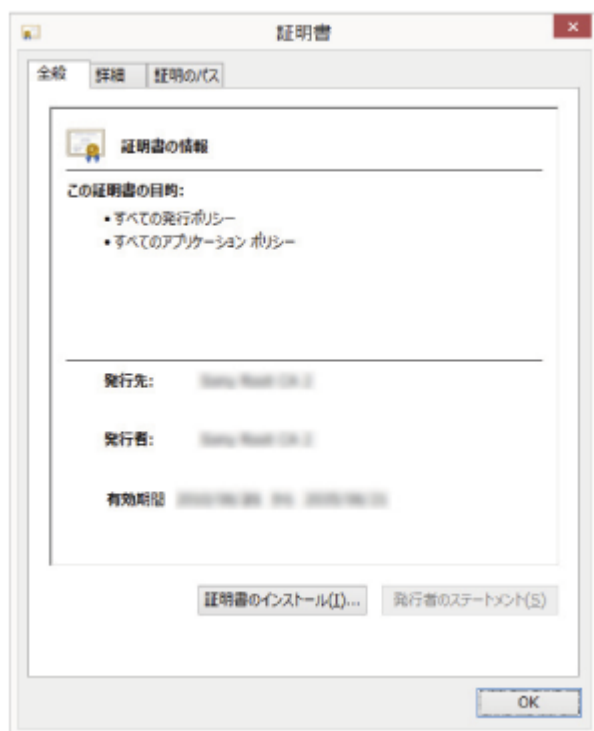 証明書
全般 詳細 証明のパス
証明書の情報
この証明書の目的:
•すべての発行ポリシー
•すべてのアプリケーション ポリシー
発行先:
発行者:
有効期間
証明書のインストール(I)... 発行者のステートメント(S)
OK